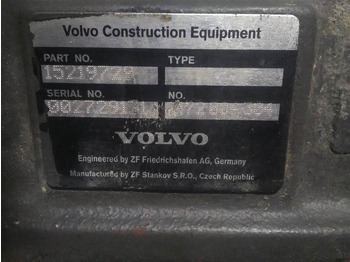 Volvo Construction Equipment
PART NO. TYPE
15219729
SERIAL NO. NO.
VOLVO
Engineered by ZF Friedrichshafen AG, Germany
Manufactured by ZF Stankov S.R.O., Czech Republic